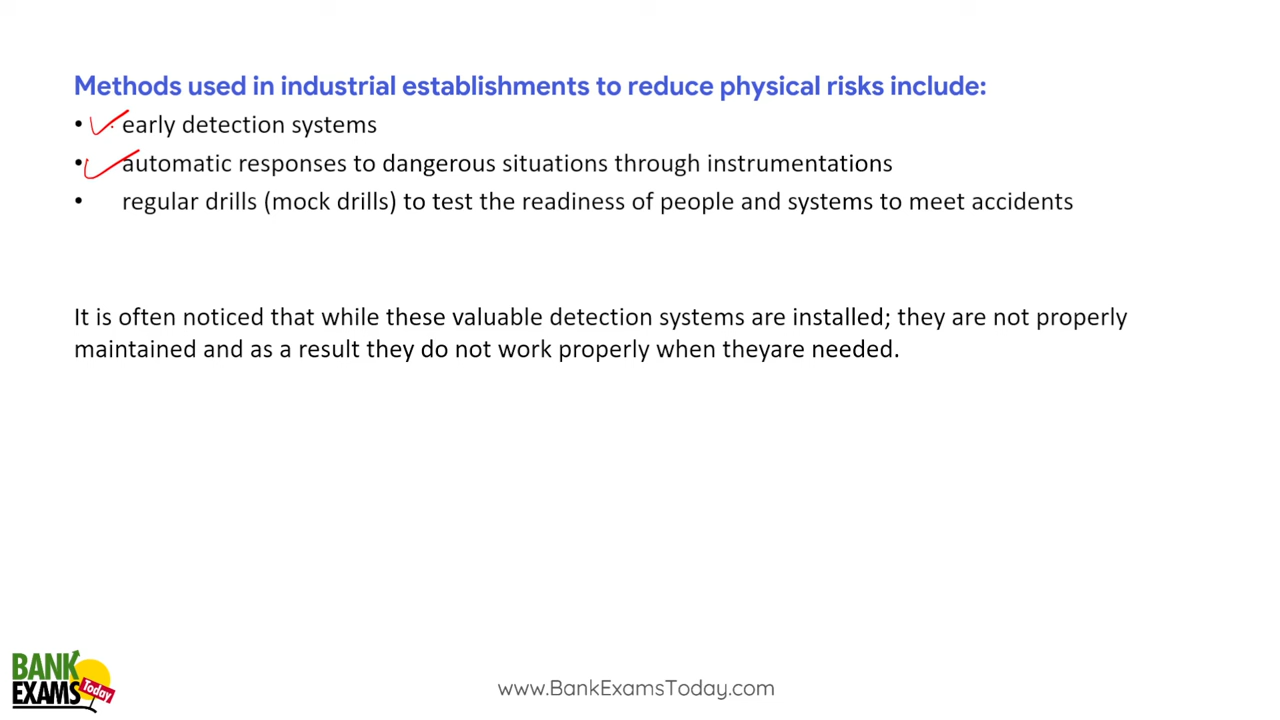 Methods used in industrial establishments to reduce physical risks include:
• early detection systems
• automatic responses to dangerous situations through instrumentations
• regular drills (mock drills) to test the readiness of people and systems to meet accidents
It is often noticed that while these valuable detection systems are installed; they are not properly
maintained and as a result they do not work properly when theyare needed.
BANK
EXAMS
Today
www.BankExamsToday.com